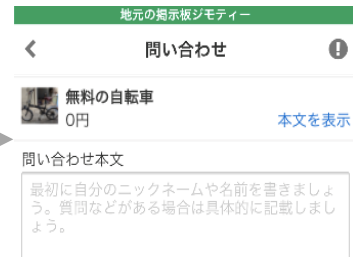 地元の掲示板ジモティー
問い合わせ
無料の自転車
0円
本文を表示
問い合わせ本文
最初に自分のニックネームや名前を書きましょ
う。質問などがある場合は具体的に記載しまし
ょう。